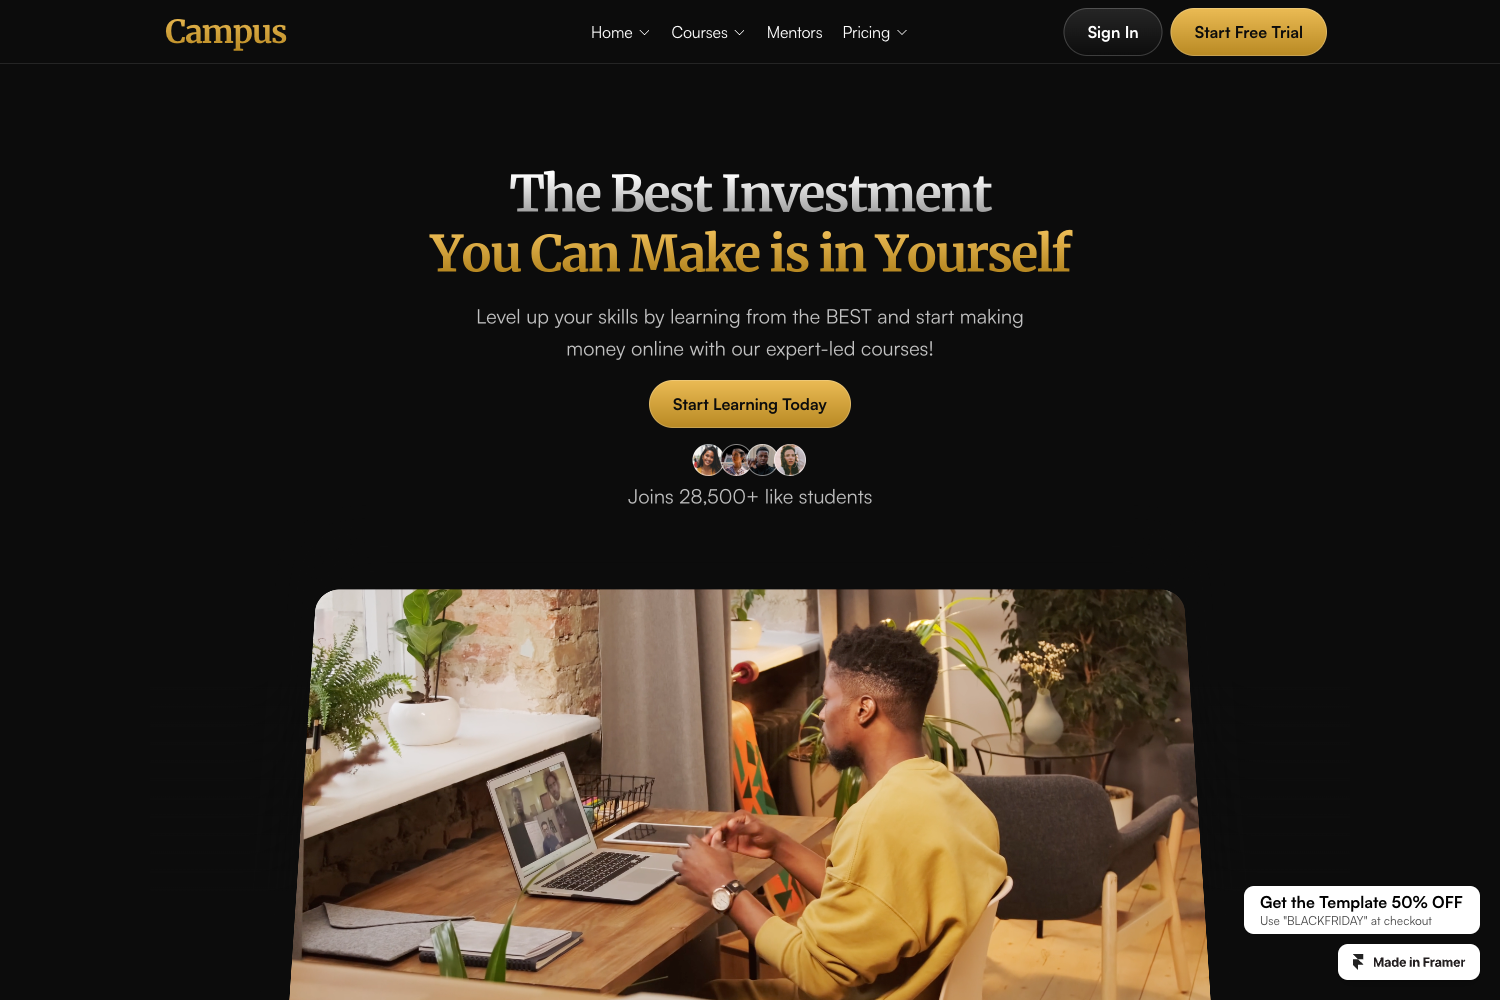 Campus
Home
Courses
Mentors
Pricing
Sign In
Start Free Trial
The Best Investment
You Can Make is in Yourself
Level up your skills by learning from the BEST and start making
money online with our expert-led courses!
Start Learning Today
Joins 28,500+ like students
Get the Template 50% OFF
Use "BLACKFRIDAY" at checkout
Made in Framer